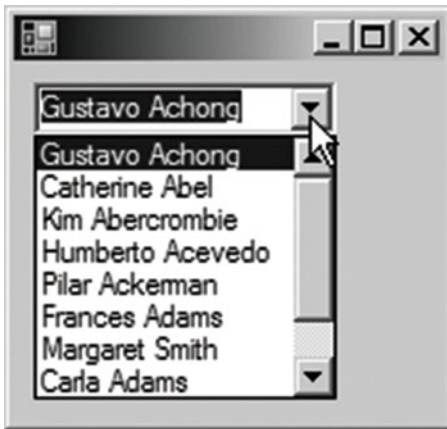 Gustavo Achong
Gustavo Achong
Catherine Abel
Kim Abercrombie
Humberto Acevedo
Pilar Ackerman
Frances Adams
Margaret Smith
Carla Adams